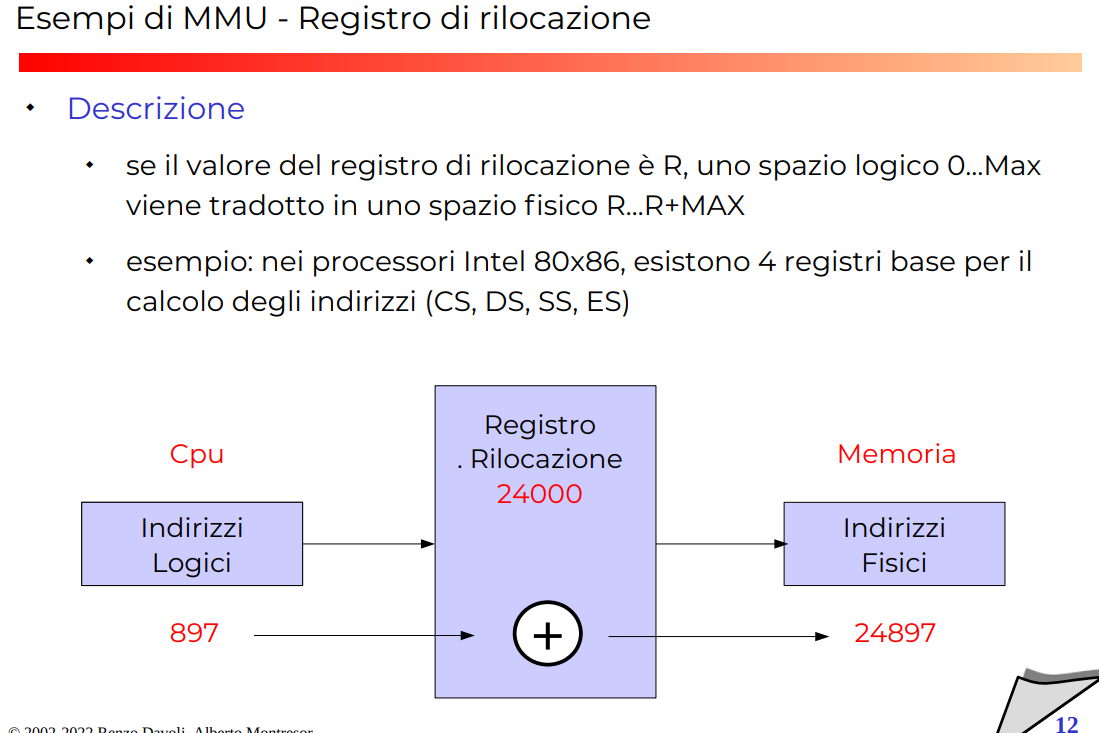 Esempi di MMU - Registro di rilocazione
Descrizione
se il valore del registro di rilocazione è R, uno spazio logico 0...Max
viene tradotto in uno spazio fisico R...R+MAX
esempio: nei processori Intel 80x86, esistono 4 registri base per il
calcolo degli indirizzi (CS, DS, SS, ES)
Cpu
Indirizzi
Logici
897
Registro
. Rilocazione
24000
+
Memoria
Indirizzi
Fisici
24897
© 2002-2022 Renzo Davoli, Alberto Montresor
12